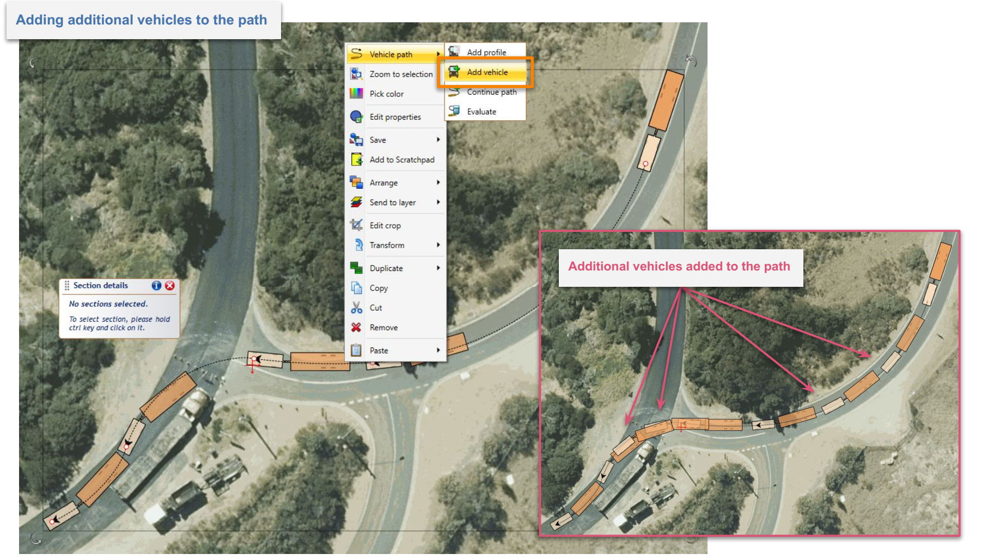 Adding additional vehicles to the path
Vehicle path
Zoom to selection
Pick color
Edit properties
Save
Add to Scratchpad
Arrange
Send to layer
Edit crop
Transform
Duplicate
Copy
Cut
Remove
Paste
Add profile
Add vehicle
Continue path
Evaluate
Section details
No sections selected.
To select section, please hold
ctrl key and click on it.
Additional vehicles added to the path